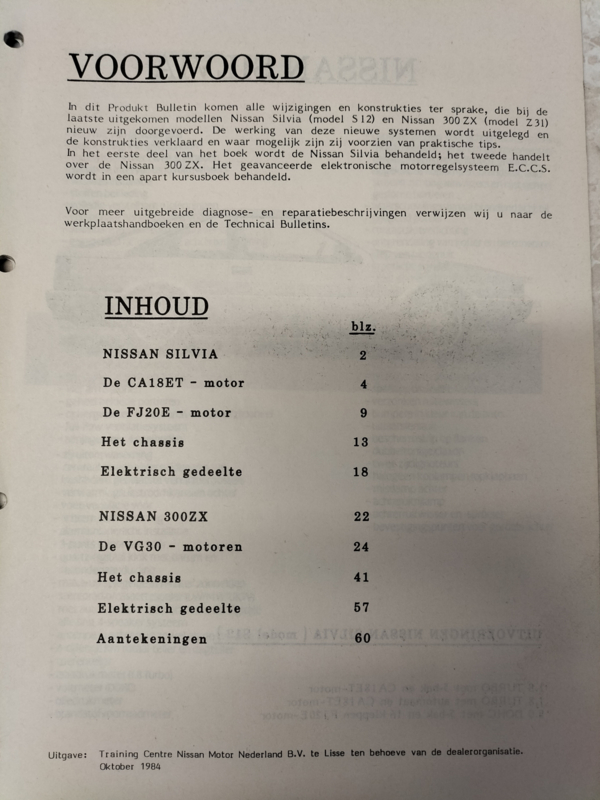 VOORWOORD
In dit Produkt Bulletin komen alle wijzigingen en konstrukties ter sprake, die bij de
laatste uitgekomen modellen Nissan Silvia (model S12) en Nissan 300 ZX (model Z31)
nieuw zijn doorgevoerd. De werking van deze nieuwe systemen wordt uitgelegd en
de konstrukties verklaard en waar mogelijk zijn zij voorzien van praktische tips.
In het eerste deel van het boek wordt de Nissan Silvia behandeld; het tweede handelt
over de Nissan 300 ZX. Het geavanceerde elektronische motorregelsysteem E.C.C.S.
wordt in een apart kursusboek behandeld.
Voor meer uitgebreide diagnose- en reparatiebeschrijvingen verwijzen wij u naar de
werkplaatshandboeken en de Technical Bulletins.
INHOUD
blz.
NISSAN SILVIA 2
De CA18ET - motor 4
De FJ20E - motor 9
Het chassis 13
Elektrisch gedeelte 18
NISSAN 300ZX 22
De VG30 - motoren 24
Het chassis 41
Elektrisch gedeelte 57
Aantekeningen 60
Uitgave: Training Centre Nissan Motor Nederland B.V. te Lisse ten behoeve van de dealerorganisatie.
Oktober 1984